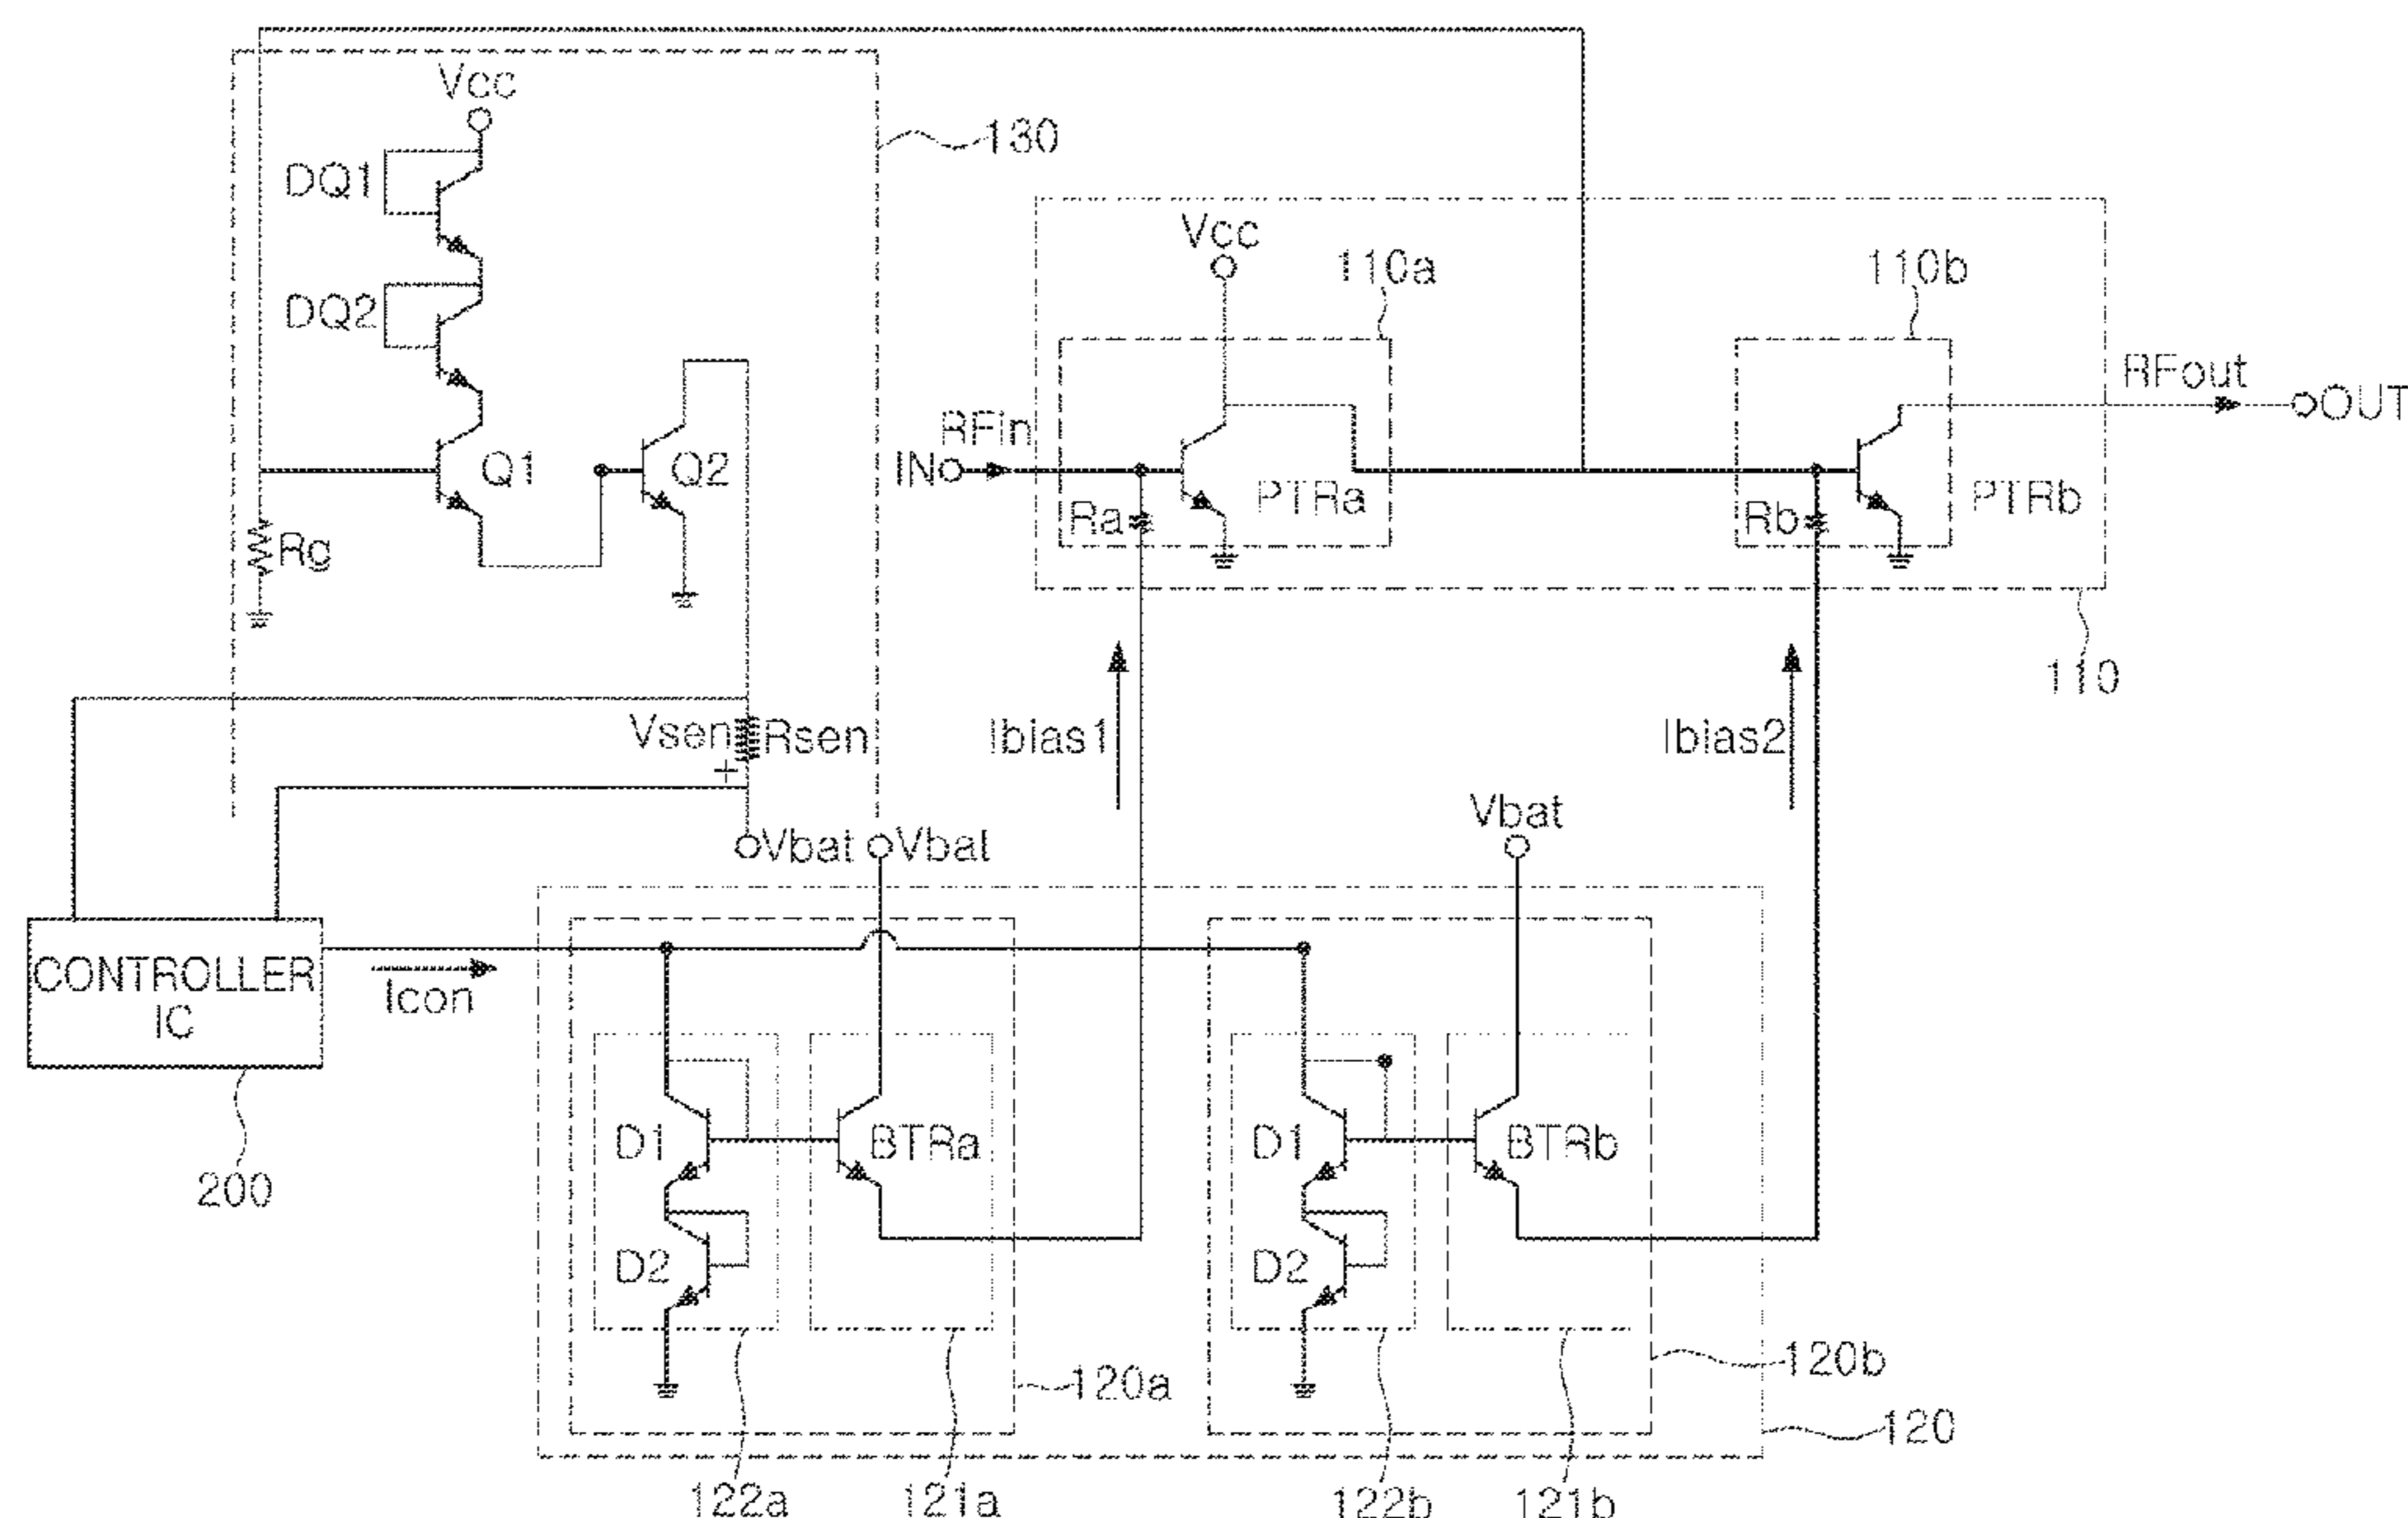 Vcc
130
DQ1
Vcc
110a
110b
DQ2
RFout
OUT
RFin
Q1
Q2
IN
PTRa
PTRb
Ra
Rb
Rg
110
Vsen
Rsen
+
Ibias1
Ibias2
Vbat
Vbat
Vbat
CONTROLLER
IC
Icon
D1
BTRa
D1
BTRb
200
D2
D2
120b
120a
120
122a
121a
122b
121b